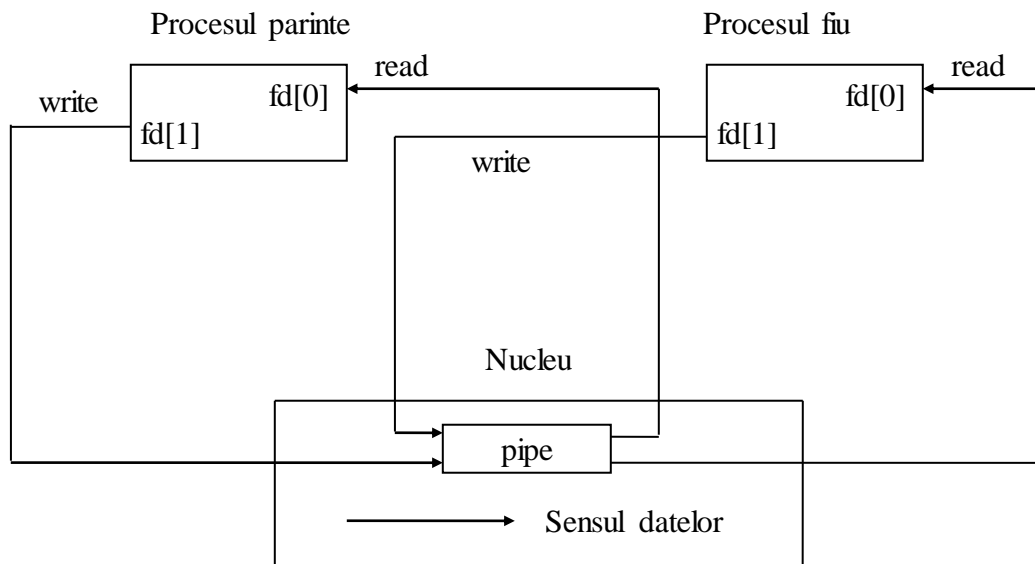 Procesul parinte
Procesul fiu
read
read
write
fd[0]
fd[0]
fd[1]
fd[1]
write
Nucleu
pipe
Sensul datelor